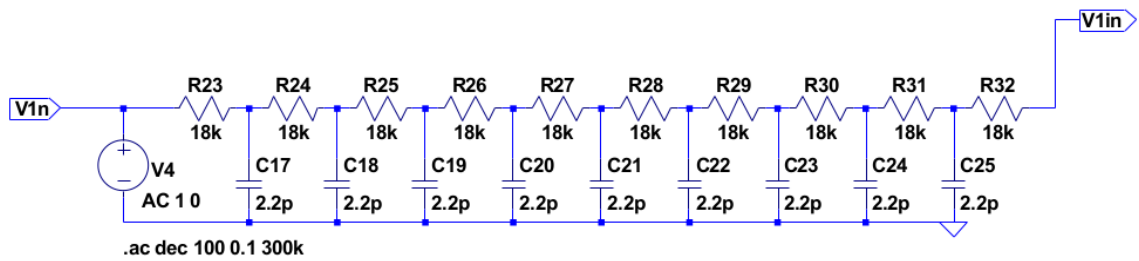 V1in
R23 R24 R25 R26 R27 R28 R29 R30 R31 R32
V1n
18k 18k 18k 18k 18k 18k 18k 18k 18k 18k
+
V4 C17 C18 C19 C20 C21 C22 C23 C24 C25
−
AC 1 0 2.2p 2.2p 2.2p 2.2p 2.2p 2.2p 2.2p 2.2p 2.2p
.ac dec 100 0.1 300k